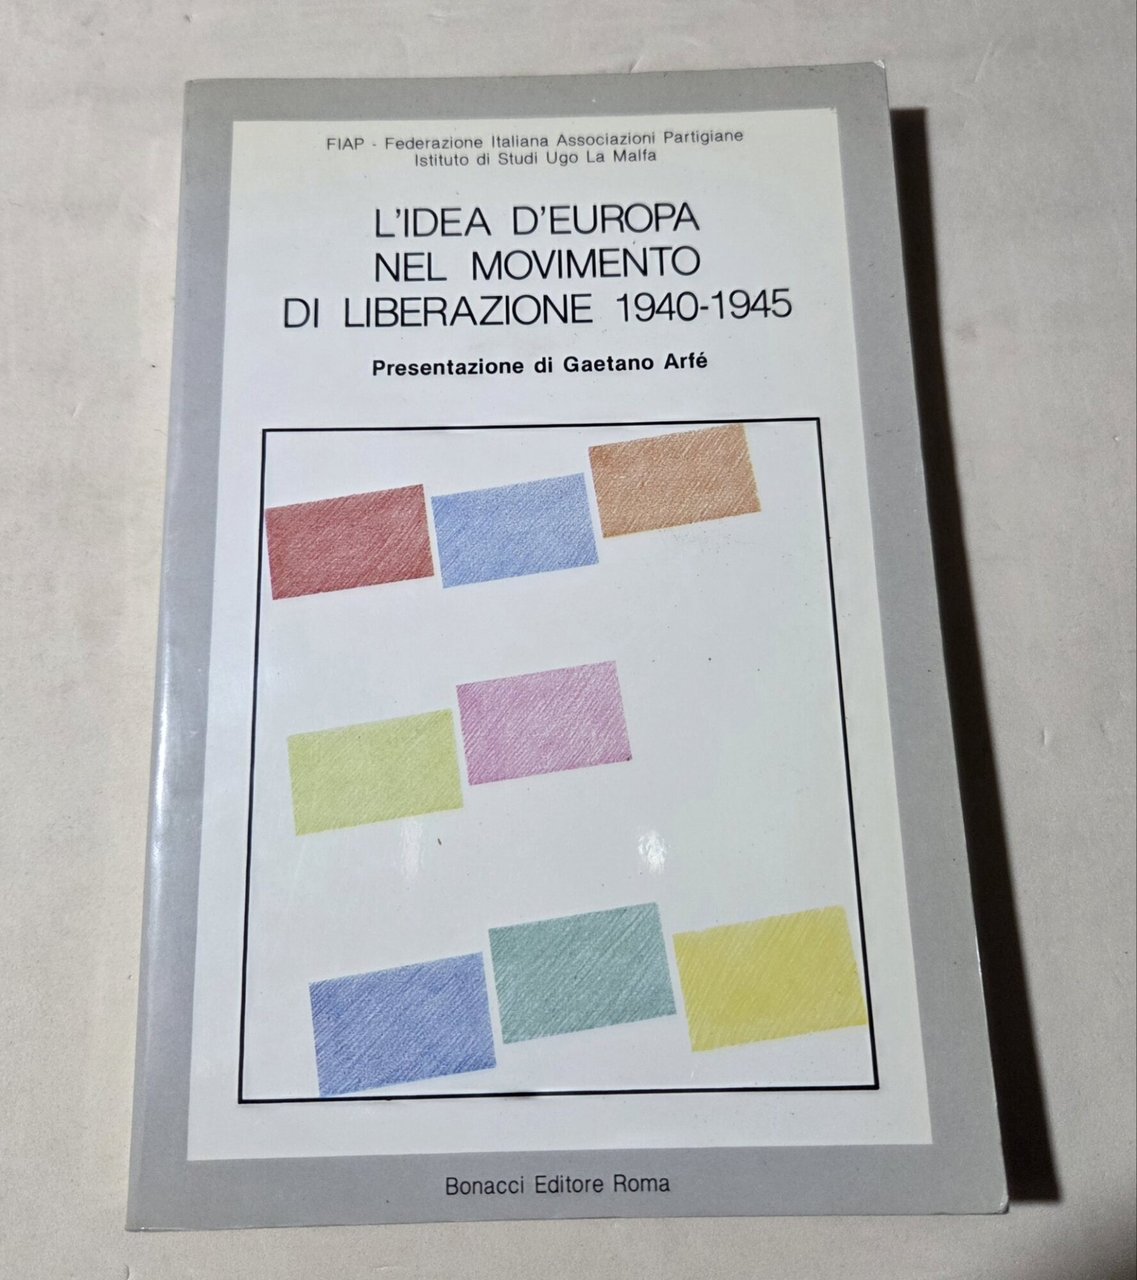 FIAP - Federazione Italiana Associazioni Partigiane
Istituto di Studi Ugo La Malfa
L'IDEA D'EUROPA
NEL MOVIMENTO
DI LIBERAZIONE 1940-1945
Presentazione di Gaetano Arfé
Bonacci Editore Roma